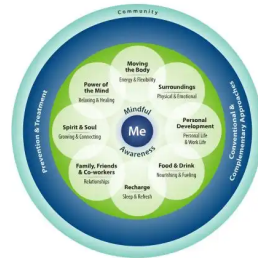 Community
Prevention & Treatment
Conventional &
Complementary Approaches
Moving
the Body
Energy & Flexibility
Surroundings
Physical & Emotional
Personal
Development
Personal Life
& Work Life
Food & Drink
Nourishing & Fueling
Recharge
Sleep & Refresh
Family, Friends
& Co-workers
Relationships
Spirit & Soul
Growing & Connecting
Power of
the Mind
Relaxing & Healing
Mindful
Awareness
Me